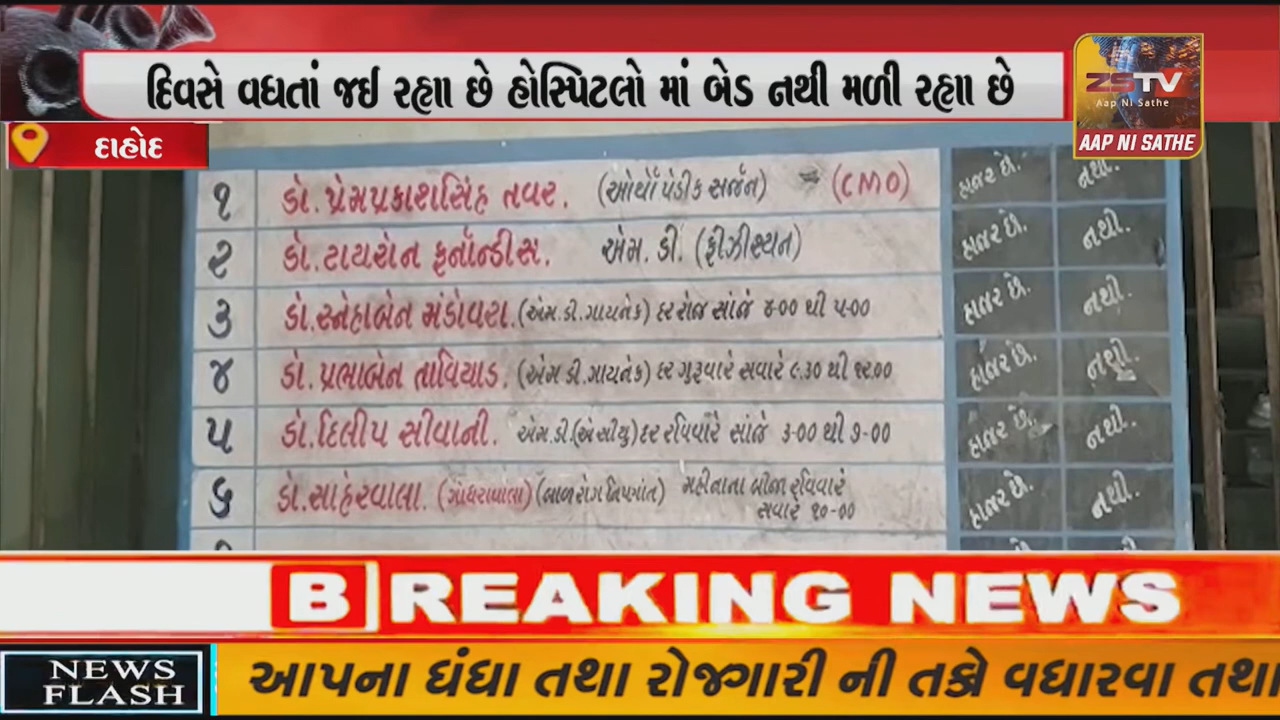 દિવસે વધતાં જઈ રહ્યા છે હોસ્પિટલો માં બેડ નથી મળી રહ્યા છે
ZSTV
Aap Ni Sathe
AAP NI SATHE
દાહોદ
૧ ડો.પ્રેમપ્રકાશસિંહ તવર. (ઓર્થોપેડીક સર્જન) (CMO) હાજર છે. નથી.
૨ ડો.ટાયરોન ફર્નાન્ડીસ. એમ. ડી. (ફીઝીશ્યન) હાજર છે. નથી.
૩ ડો.સ્નેહાબેન મંડોવરા. (એમ.ડી.ગાયનેક) દર રોજ સાંજે ૪-૦૦ થી ૫-૦૦ હાજર છે. નથી.
૪ ડો.પ્રભાબેન તાવિયાડ. (એમ.ડી.ગાયનેક) દર ગુરૂવારે સવારે ૯.૩૦ થી ૧૨.૦૦ હાજર છે. નથી.
૫ ડો.દિલીપ સીવાની. એમ.ડી.(એ સીયુ) દર રવિવારે સાંજે ૩-૦૦ થી ૭-૦૦ હાજર છે. નથી.
૬ ડો.સાહેરવાલા. (ગોધરાવાલા) (બાળરોગ નિષ્ણાંત) મહીનાના બીજા રવિવારે હાજર છે. નથી.
સવારે ૧૦-૦૦
BREAKING NEWS
NEWS
FLASH
આપના ધંધા તથા રોજગારી ની તકો વધારવા તથા